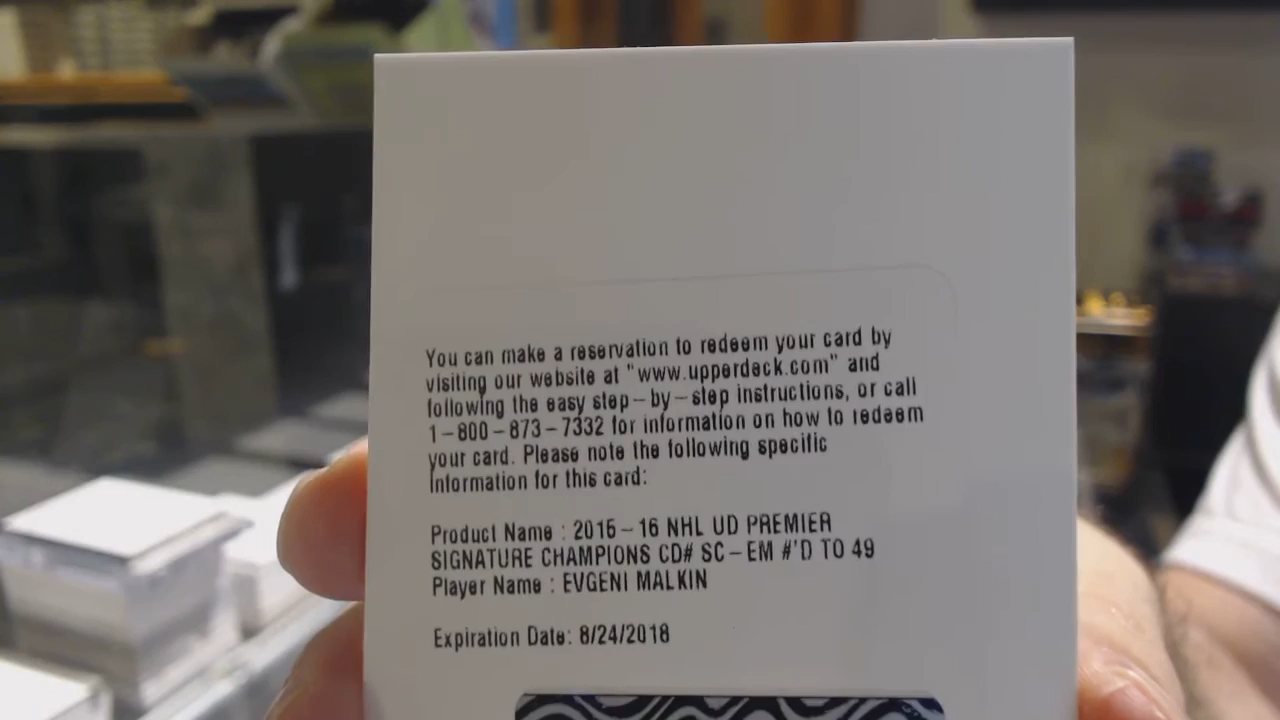 You can make a reservation to redeem your card by
visiting our website at "www.upperdeck.com" and
following the easy step-by-step instructions, or call
1-800-873-7332 for information on how to redeem
your card. Please note the following specific
information for this card:
Product Name : 2015-16 NHL UD PREMIER
SIGNATURE CHAMPIONS CD# SC-EM #'D TO 49
Player Name : EVGENI MALKIN
Expiration Date: 8/24/2018